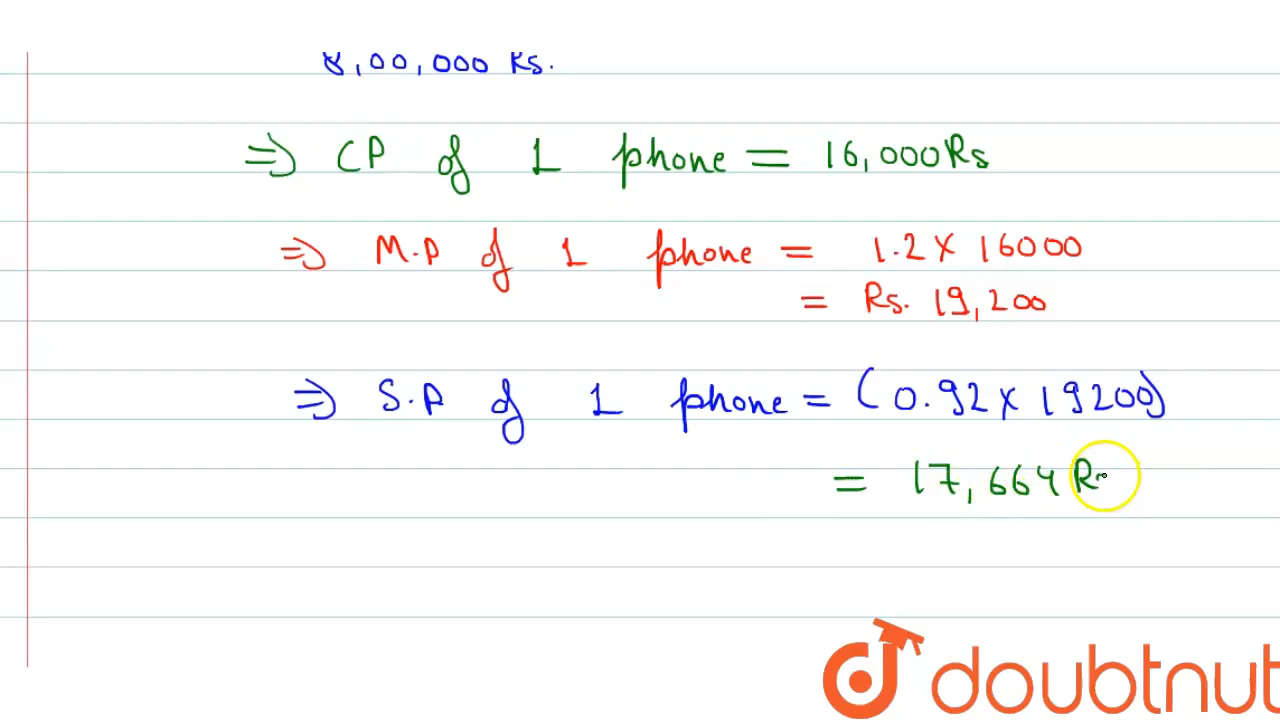 8,00,000 Rs.
⇒ CP of 1 phone = 16,000Rs
⇒ M.P of 1 phone = 1.2 × 16000
= Rs. 19,200
⇒ S.P of 1 phone = (0.92 × 19200)
= 17,664 Rs
doubtnut